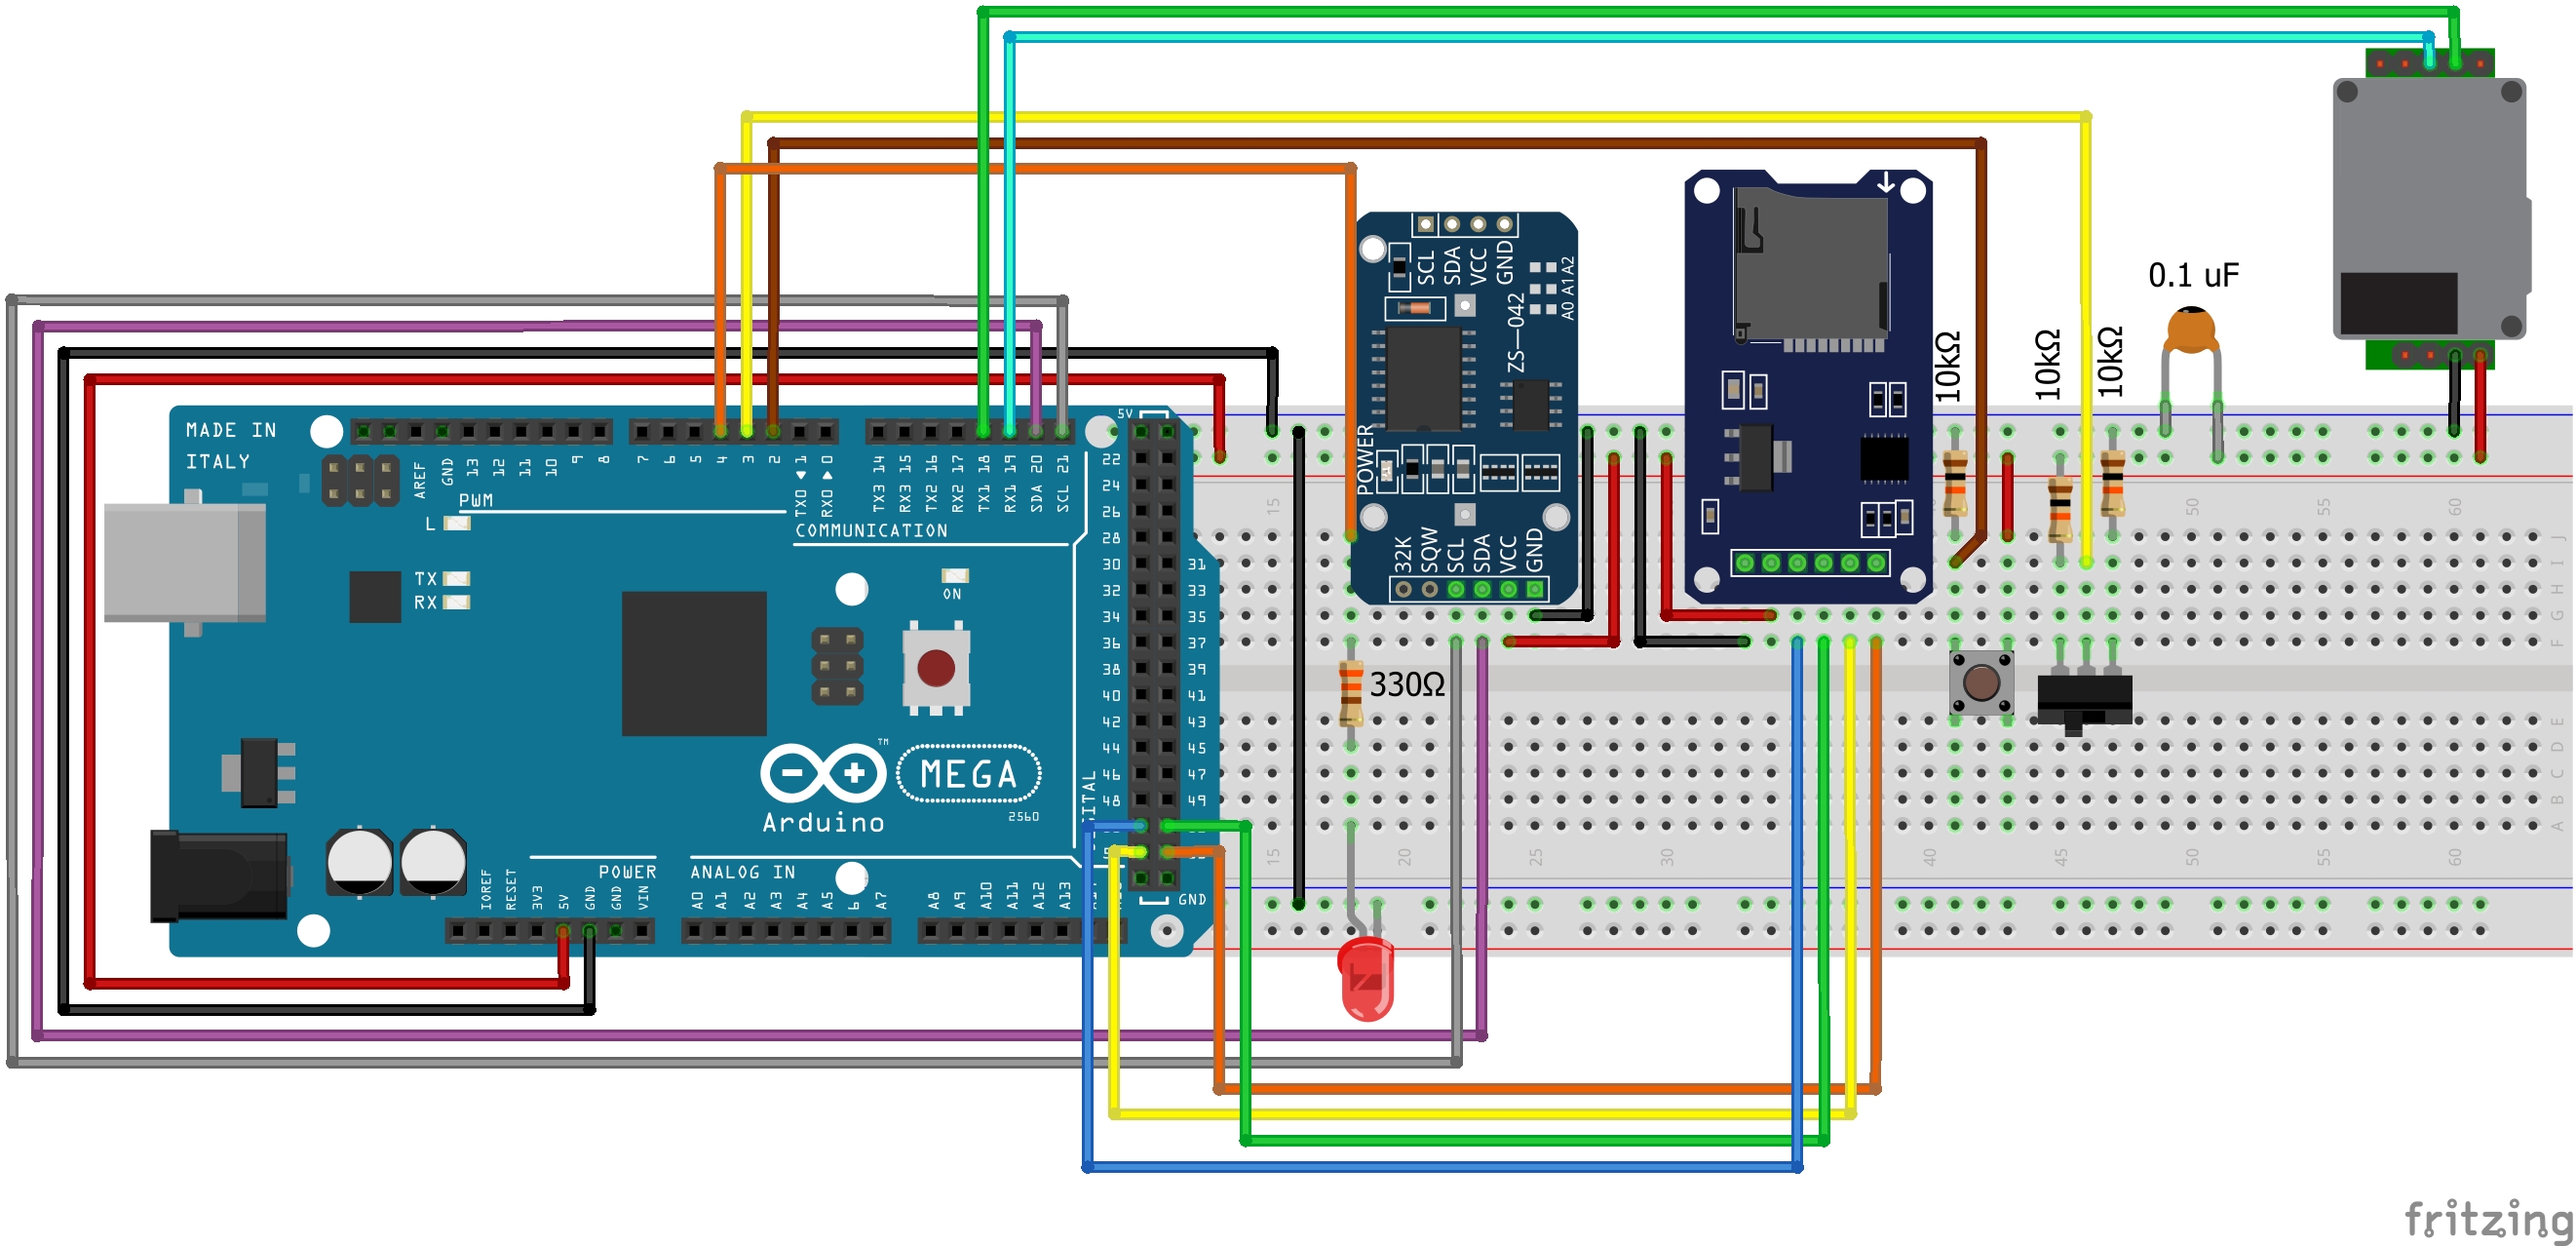 0.1 uF
10kΩ
10kΩ
10kΩ
330Ω
MADE IN
ITALY
AREF
GND
13
12
11
10
9
8
7
6
5
4
3
2
TX0 ◀ 1
RX0 ▶ 0
TX3 14
RX3 15
TX2 16
RX2 17
TX1 18
RX1 19
SDA 20
SCL 21
PWM
COMMUNICATION
L
TX
RX
ON
5V
22
24
26
28
30 31
32 33
34 35
36 37
38 39
40 41
42 43
44 45
46 47
48 49
MEGA
TM
Arduino
2560
POWER
ANALOG IN
IOREF
RESET
3V3
5V
GND
GND
VIN
A0
A1
A2
A3
A4
A5
6
A7
A8
A9
A10
A11
A12
A13
GND
SCL
SDA
VCC
GND
A0 A1 A2
ZS-042
POWER
32K
SQW
SCL
SDA
VCC
GND
15 50 55 60
J
I
H
G
F
E
D
C
B
A
15 20 25 30 40 45 50 55 60
fritzing